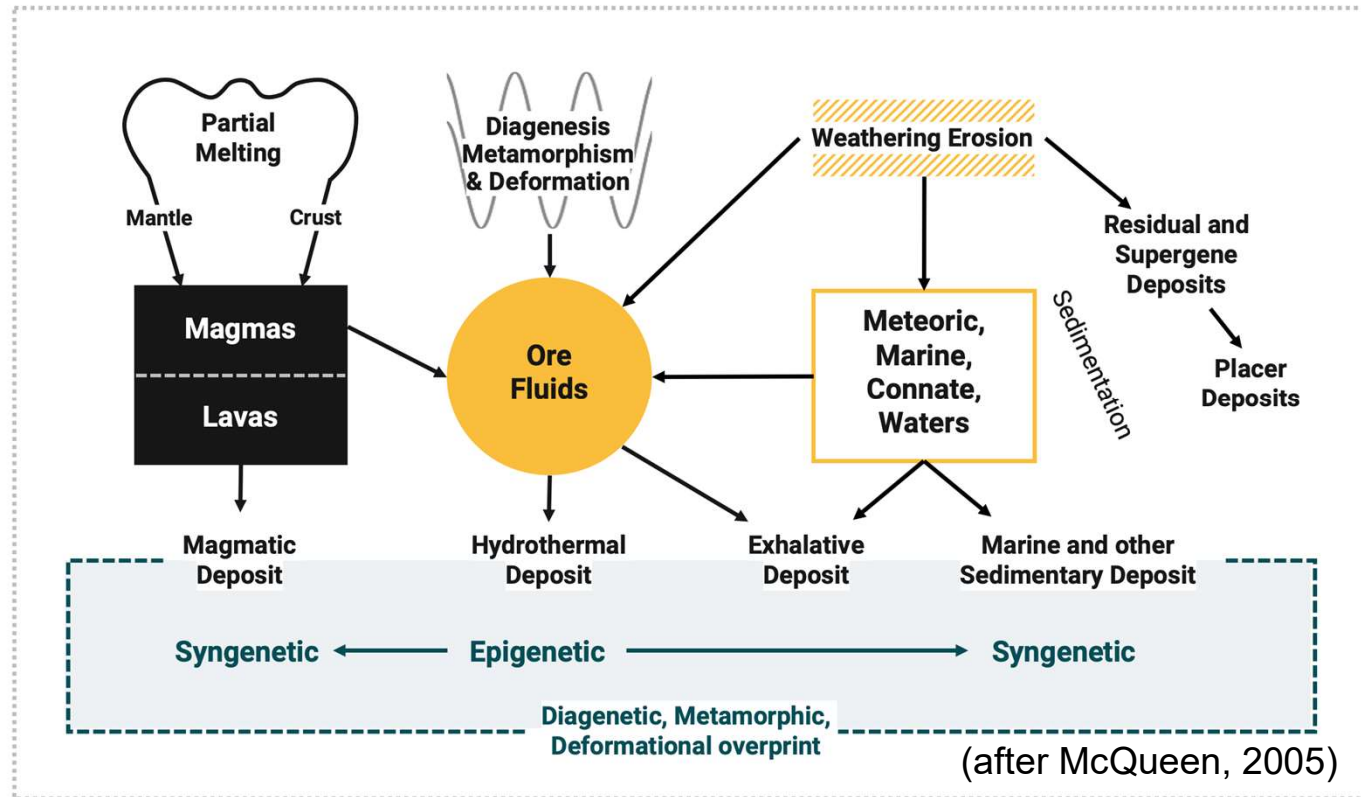 Partial
Melting
Mantle
Crust
Magmas
Lavas
Diagenesis
Metamorphism
& Deformation
Ore
Fluids
Weathering Erosion
Meteoric,
Marine,
Connate,
Waters
Sedimentation
Residual and
Supergene
Deposits
Placer
Deposits
Magmatic
Deposit
Hydrothermal
Deposit
Exhalative
Deposit
Marine and other
Sedimentary Deposit
Syngenetic
Epigenetic
Syngenetic
Diagenetic, Metamorphic,
Deformational overprint
(after McQueen, 2005)